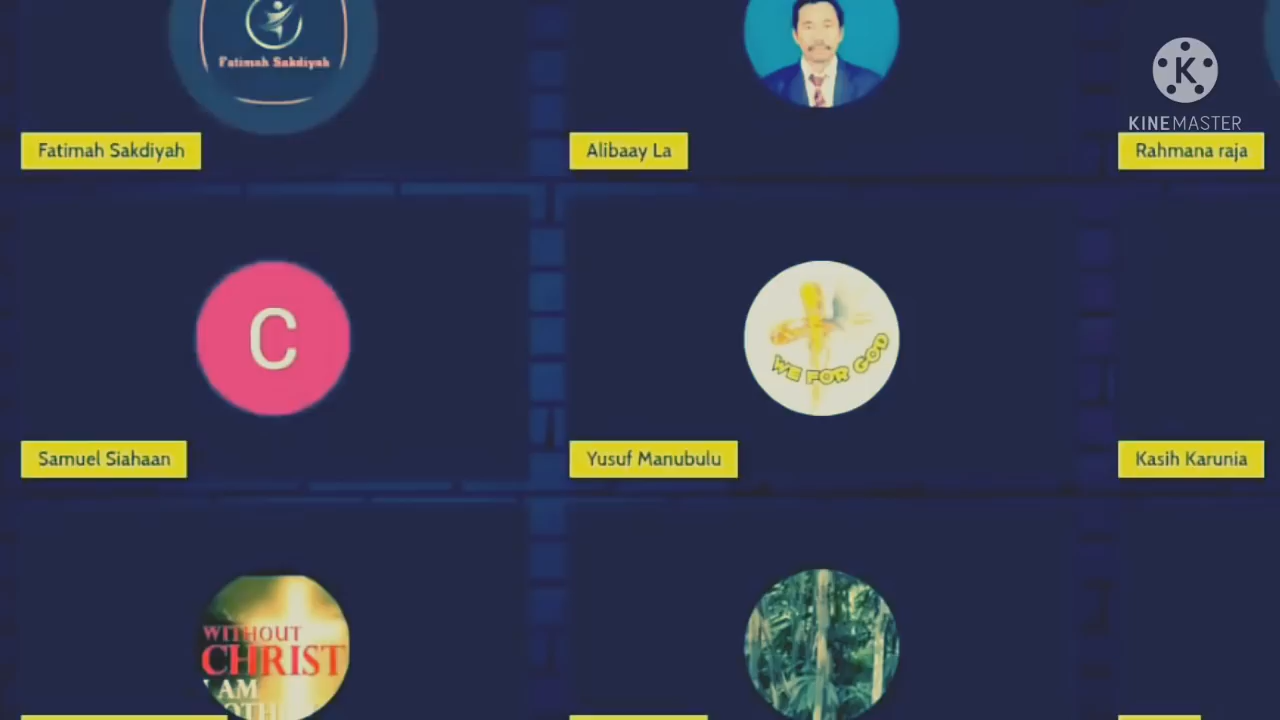 Fatimah Sakdiyah
KINEMASTER
Fatimah Sakdiyah
Alibaay La
Rahmana raja
C
WE FOR GOD
Samuel Siahaan
Yusuf Manubulu
Kasih Karunia
WITHOUT
CHRIST
I AM